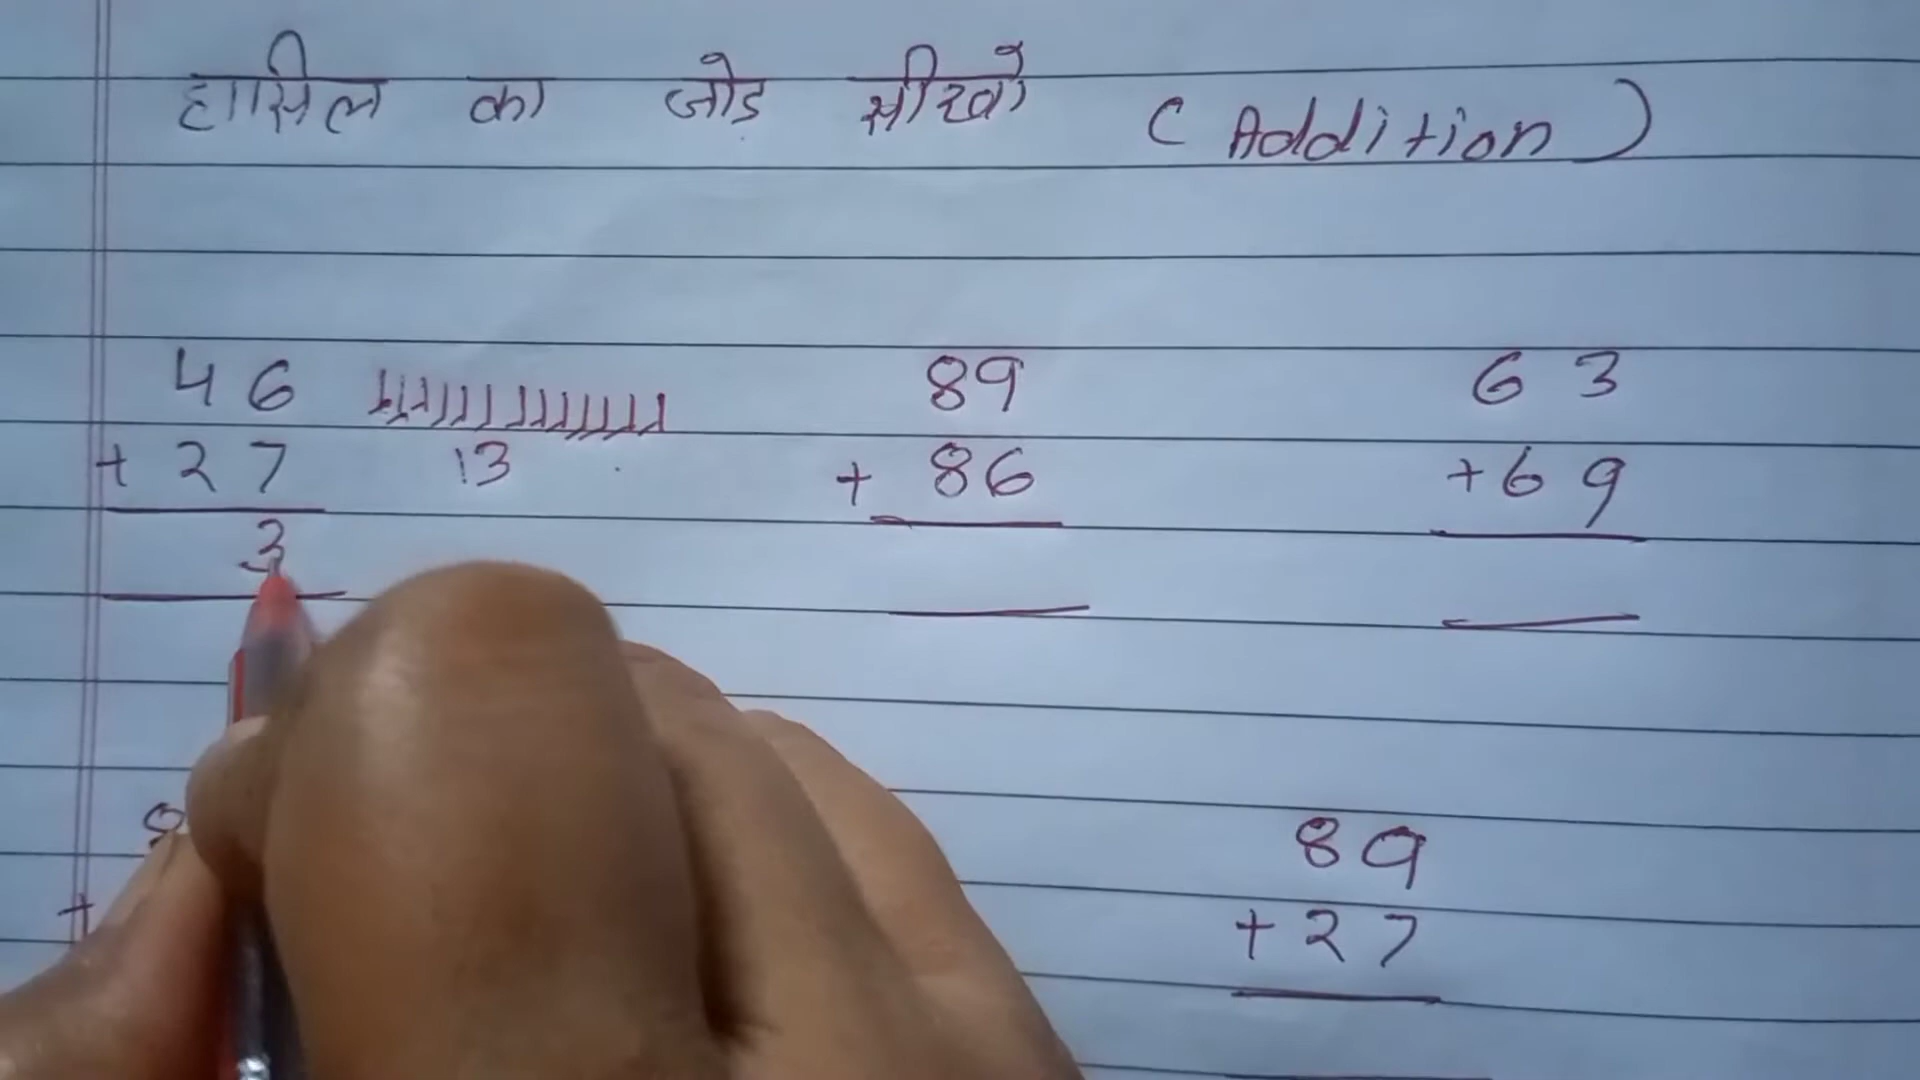 हासिल का जोड़ सीखो (Addition)
46 89 63
+ 27 13 + 86 + 69
3
89
+
+ 27